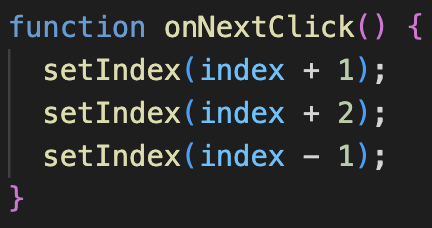 function onNextClick() {
  setIndex(index + 1);
  setIndex(index + 2);
  setIndex(index - 1);
}